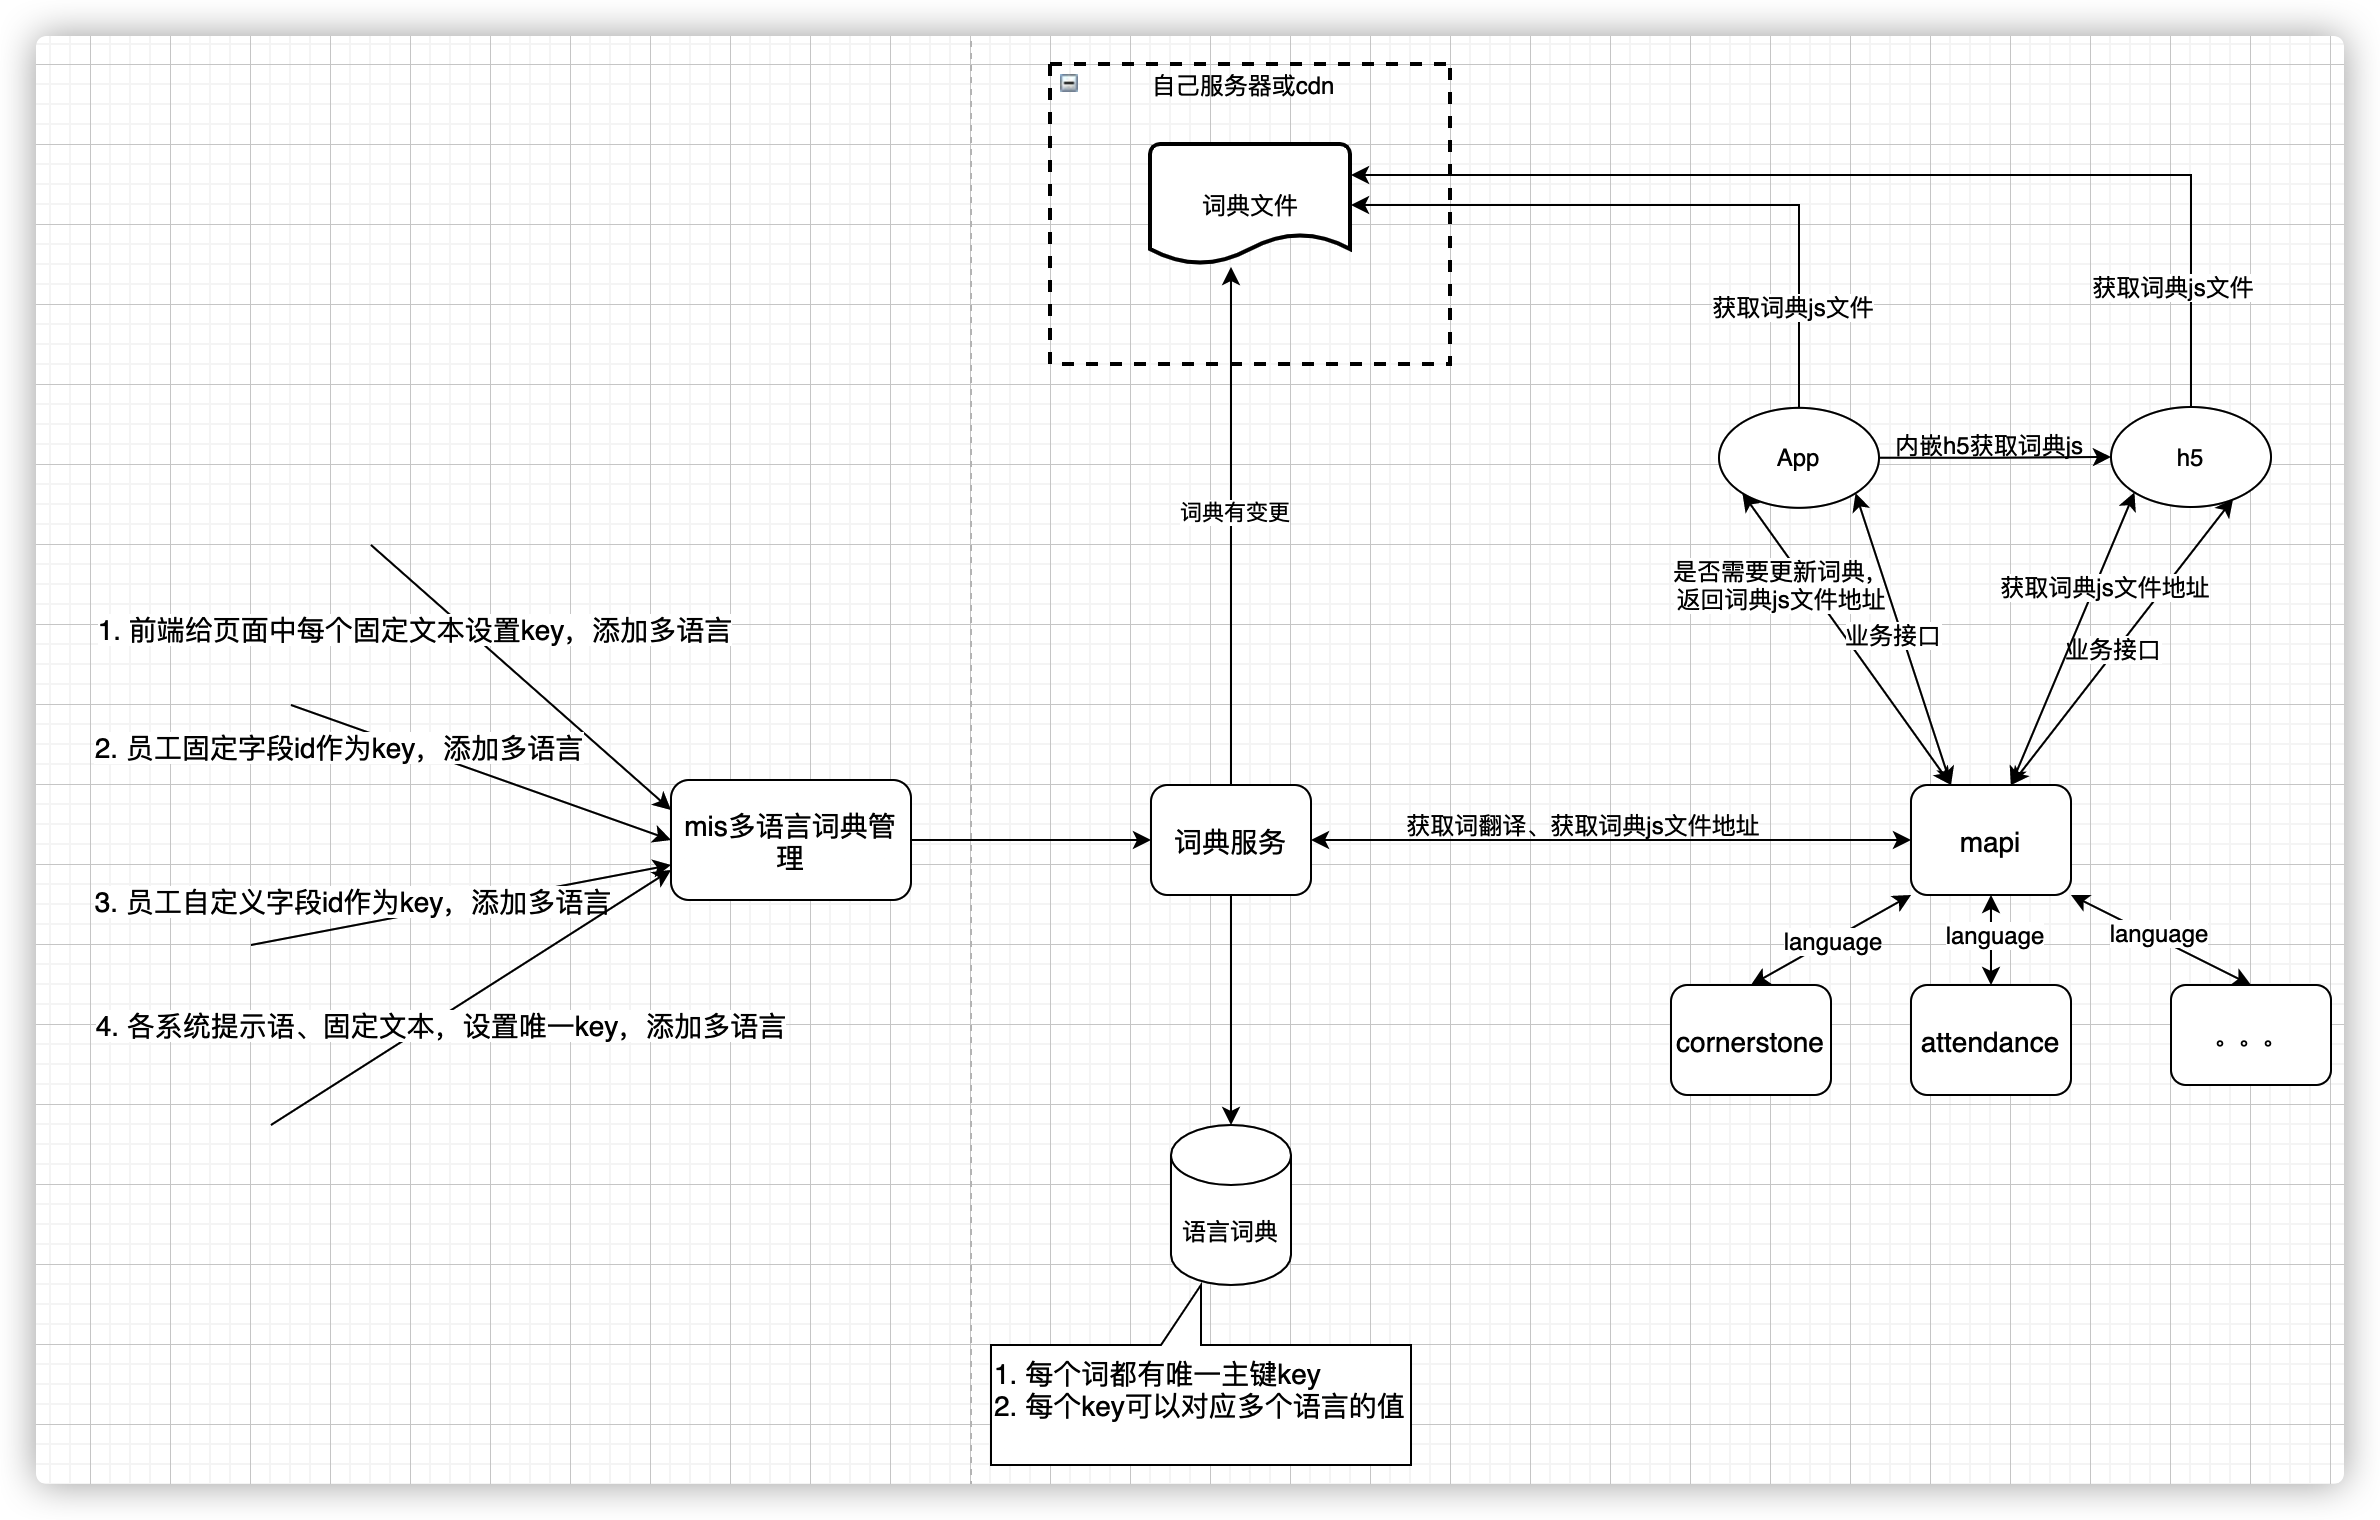 自己服务器或cdn
词典文件
获取词典js文件
获取词典js文件
App
内嵌h5获取词典js
h5
词典有变更
是否需要更新词典，
返回词典js文件地址
业务接口
获取词典js文件地址
业务接口
1. 前端给页面中每个固定文本设置key，添加多语言
2. 员工固定字段id作为key，添加多语言
3. 员工自定义字段id作为key，添加多语言
4. 各系统提示语、固定文本，设置唯一key，添加多语言
mis多语言词典管
理
词典服务
获取词翻译、获取词典js文件地址
mapi
language
language
language
cornerstone
attendance
。。。
语言词典
1. 每个词都有唯一主键key
2. 每个key可以对应多个语言的值